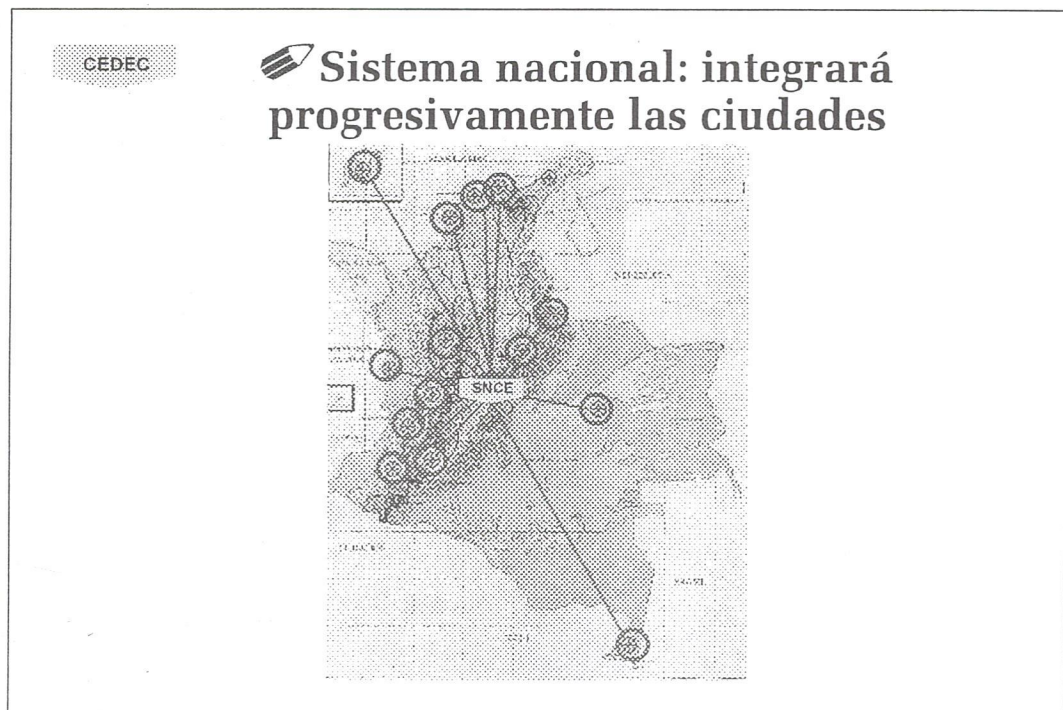 CEDEC
Sistema nacional: integrará
progresivamente las ciudades
SNCE